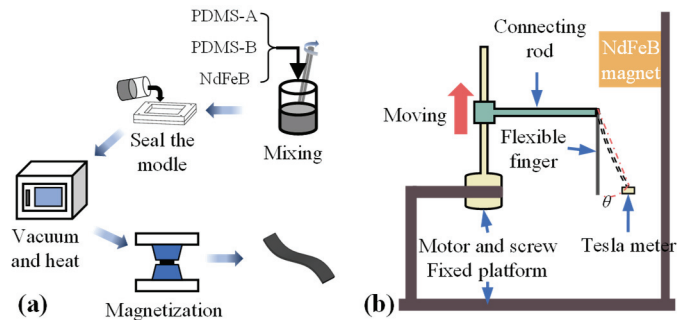 PDMS-A
PDMS-B
NdFeB
Mixing
Seal the
modle
Vacuum
and heat
Magnetization
(a)
Connecting
rod
NdFeB
magnet
Moving
Flexible
finger
θ
Motor and screw
Tesla meter
Fixed platform
(b)